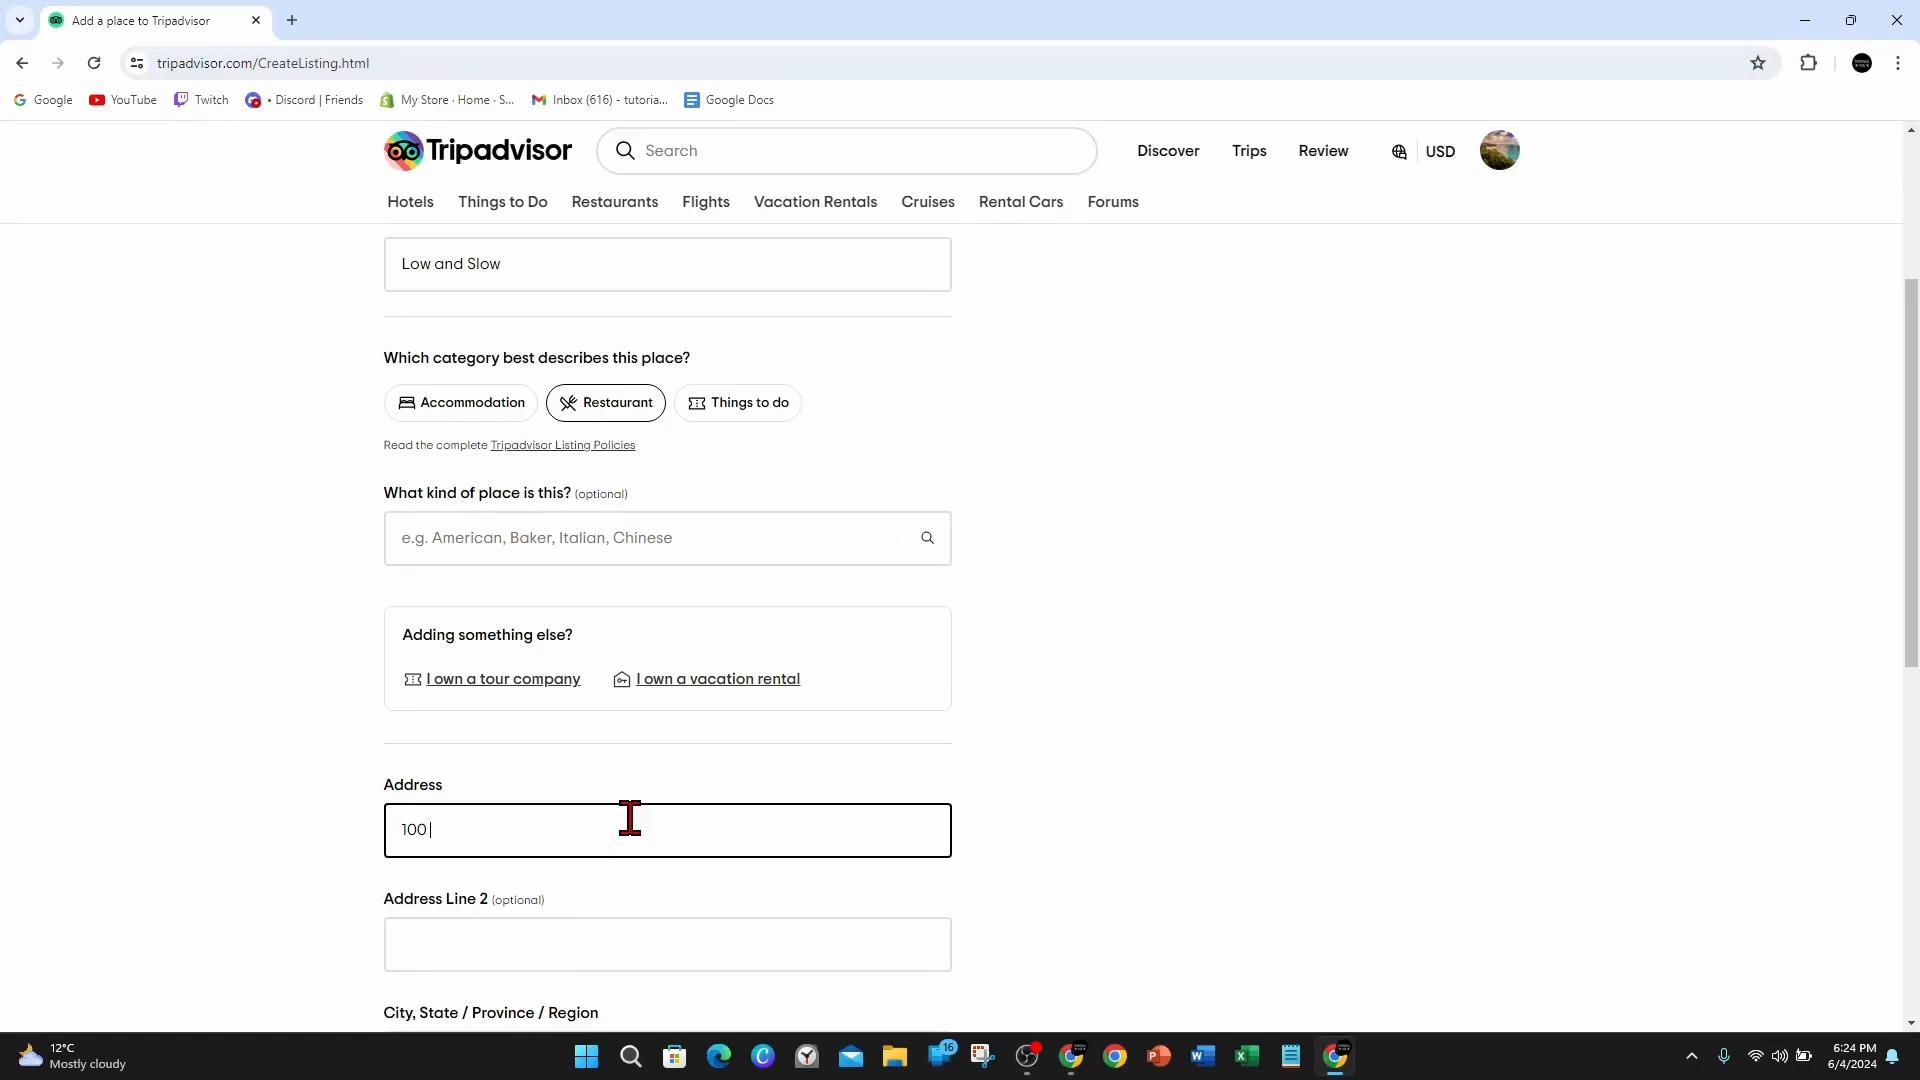 Add a place to Tripadvisor
tripadvisor.com/CreateListing.html
Google YouTube Twitch • Discord | Friends My Store · Home · S... Inbox (616) - tutoria... Google Docs
Tripadvisor Search Discover Trips Review USD
Hotels Things to Do Restaurants Flights Vacation Rentals Cruises Rental Cars Forums
Low and Slow
Which category best describes this place?
Accommodation Restaurant Things to do
Read the complete Tripadvisor Listing Policies
What kind of place is this? (optional)
e.g. American, Baker, Italian, Chinese
Adding something else?
I own a tour company I own a vacation rental
Address
100
Address Line 2 (optional)
City, State / Province / Region
12°C
Mostly cloudy
16
6:24 PM
6/4/2024